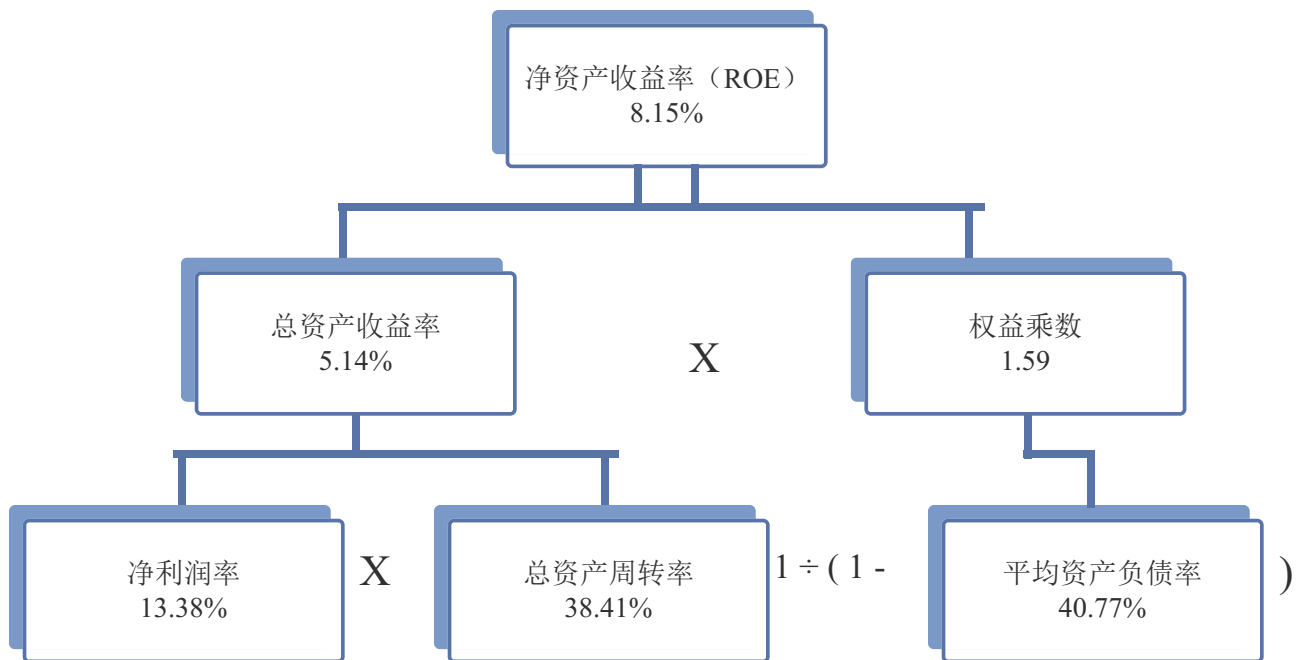 净资产收益率（ROE）
8.15%
总资产收益率
5.14%
X
权益乘数
1.59
净利润率
13.38%
X
总资产周转率
38.41%
1 ÷ ( 1 -
平均资产负债率
40.77%
)